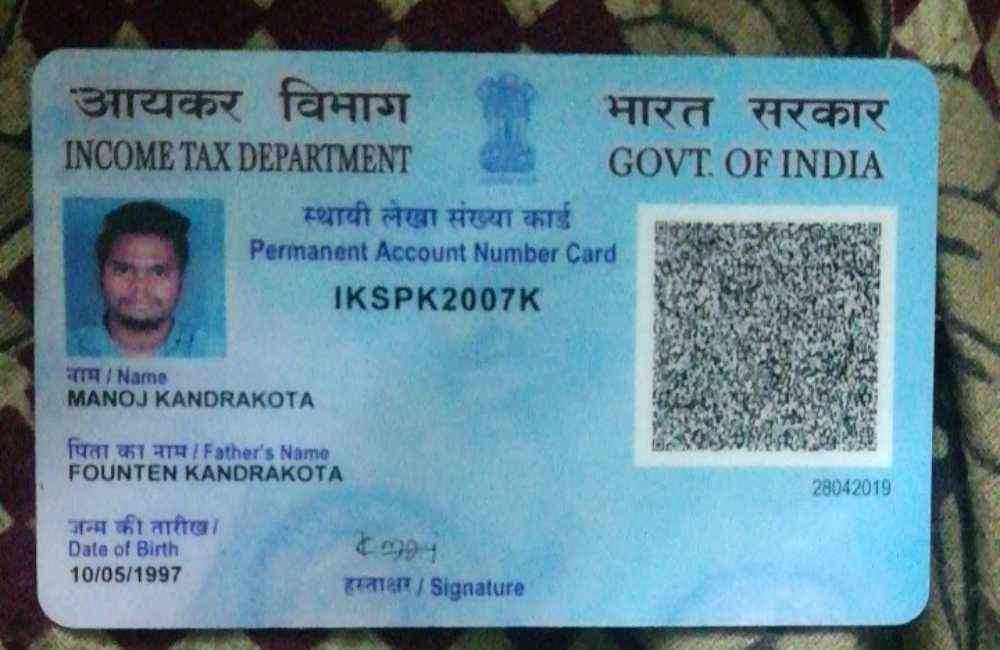 आयकर विभाग
INCOME TAX DEPARTMENT
भारत सरकार
GOVT. OF INDIA
स्थायी लेखा संख्या कार्ड
Permanent Account Number Card
IKSPK2007K
नाम / Name
MANOJ KANDRAKOTA
पिता का नाम / Father's Name
FOUNTEN KANDRAKOTA
28042019
जन्म की तारीख /
Date of Birth
10/05/1997
हस्ताक्षर / Signature